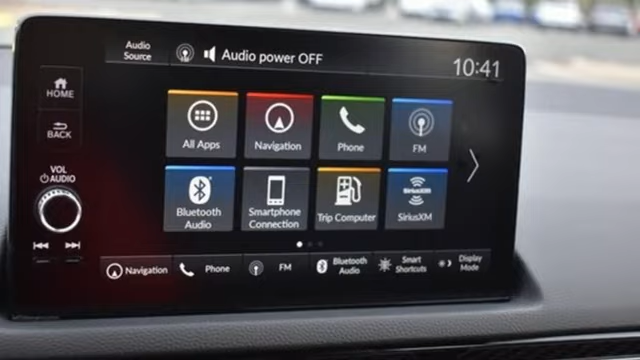 Audio
Source
Audio power OFF
10:41
HOME
BACK
VOL
AUDIO
All Apps
Navigation
Phone
FM
Bluetooth
Audio
Smartphone
Connection
Trip Computer
SiriusXM
SiriusXM
Navigation
Phone
FM
Bluetooth
Audio
Smart
Shortcuts
Display
Mode